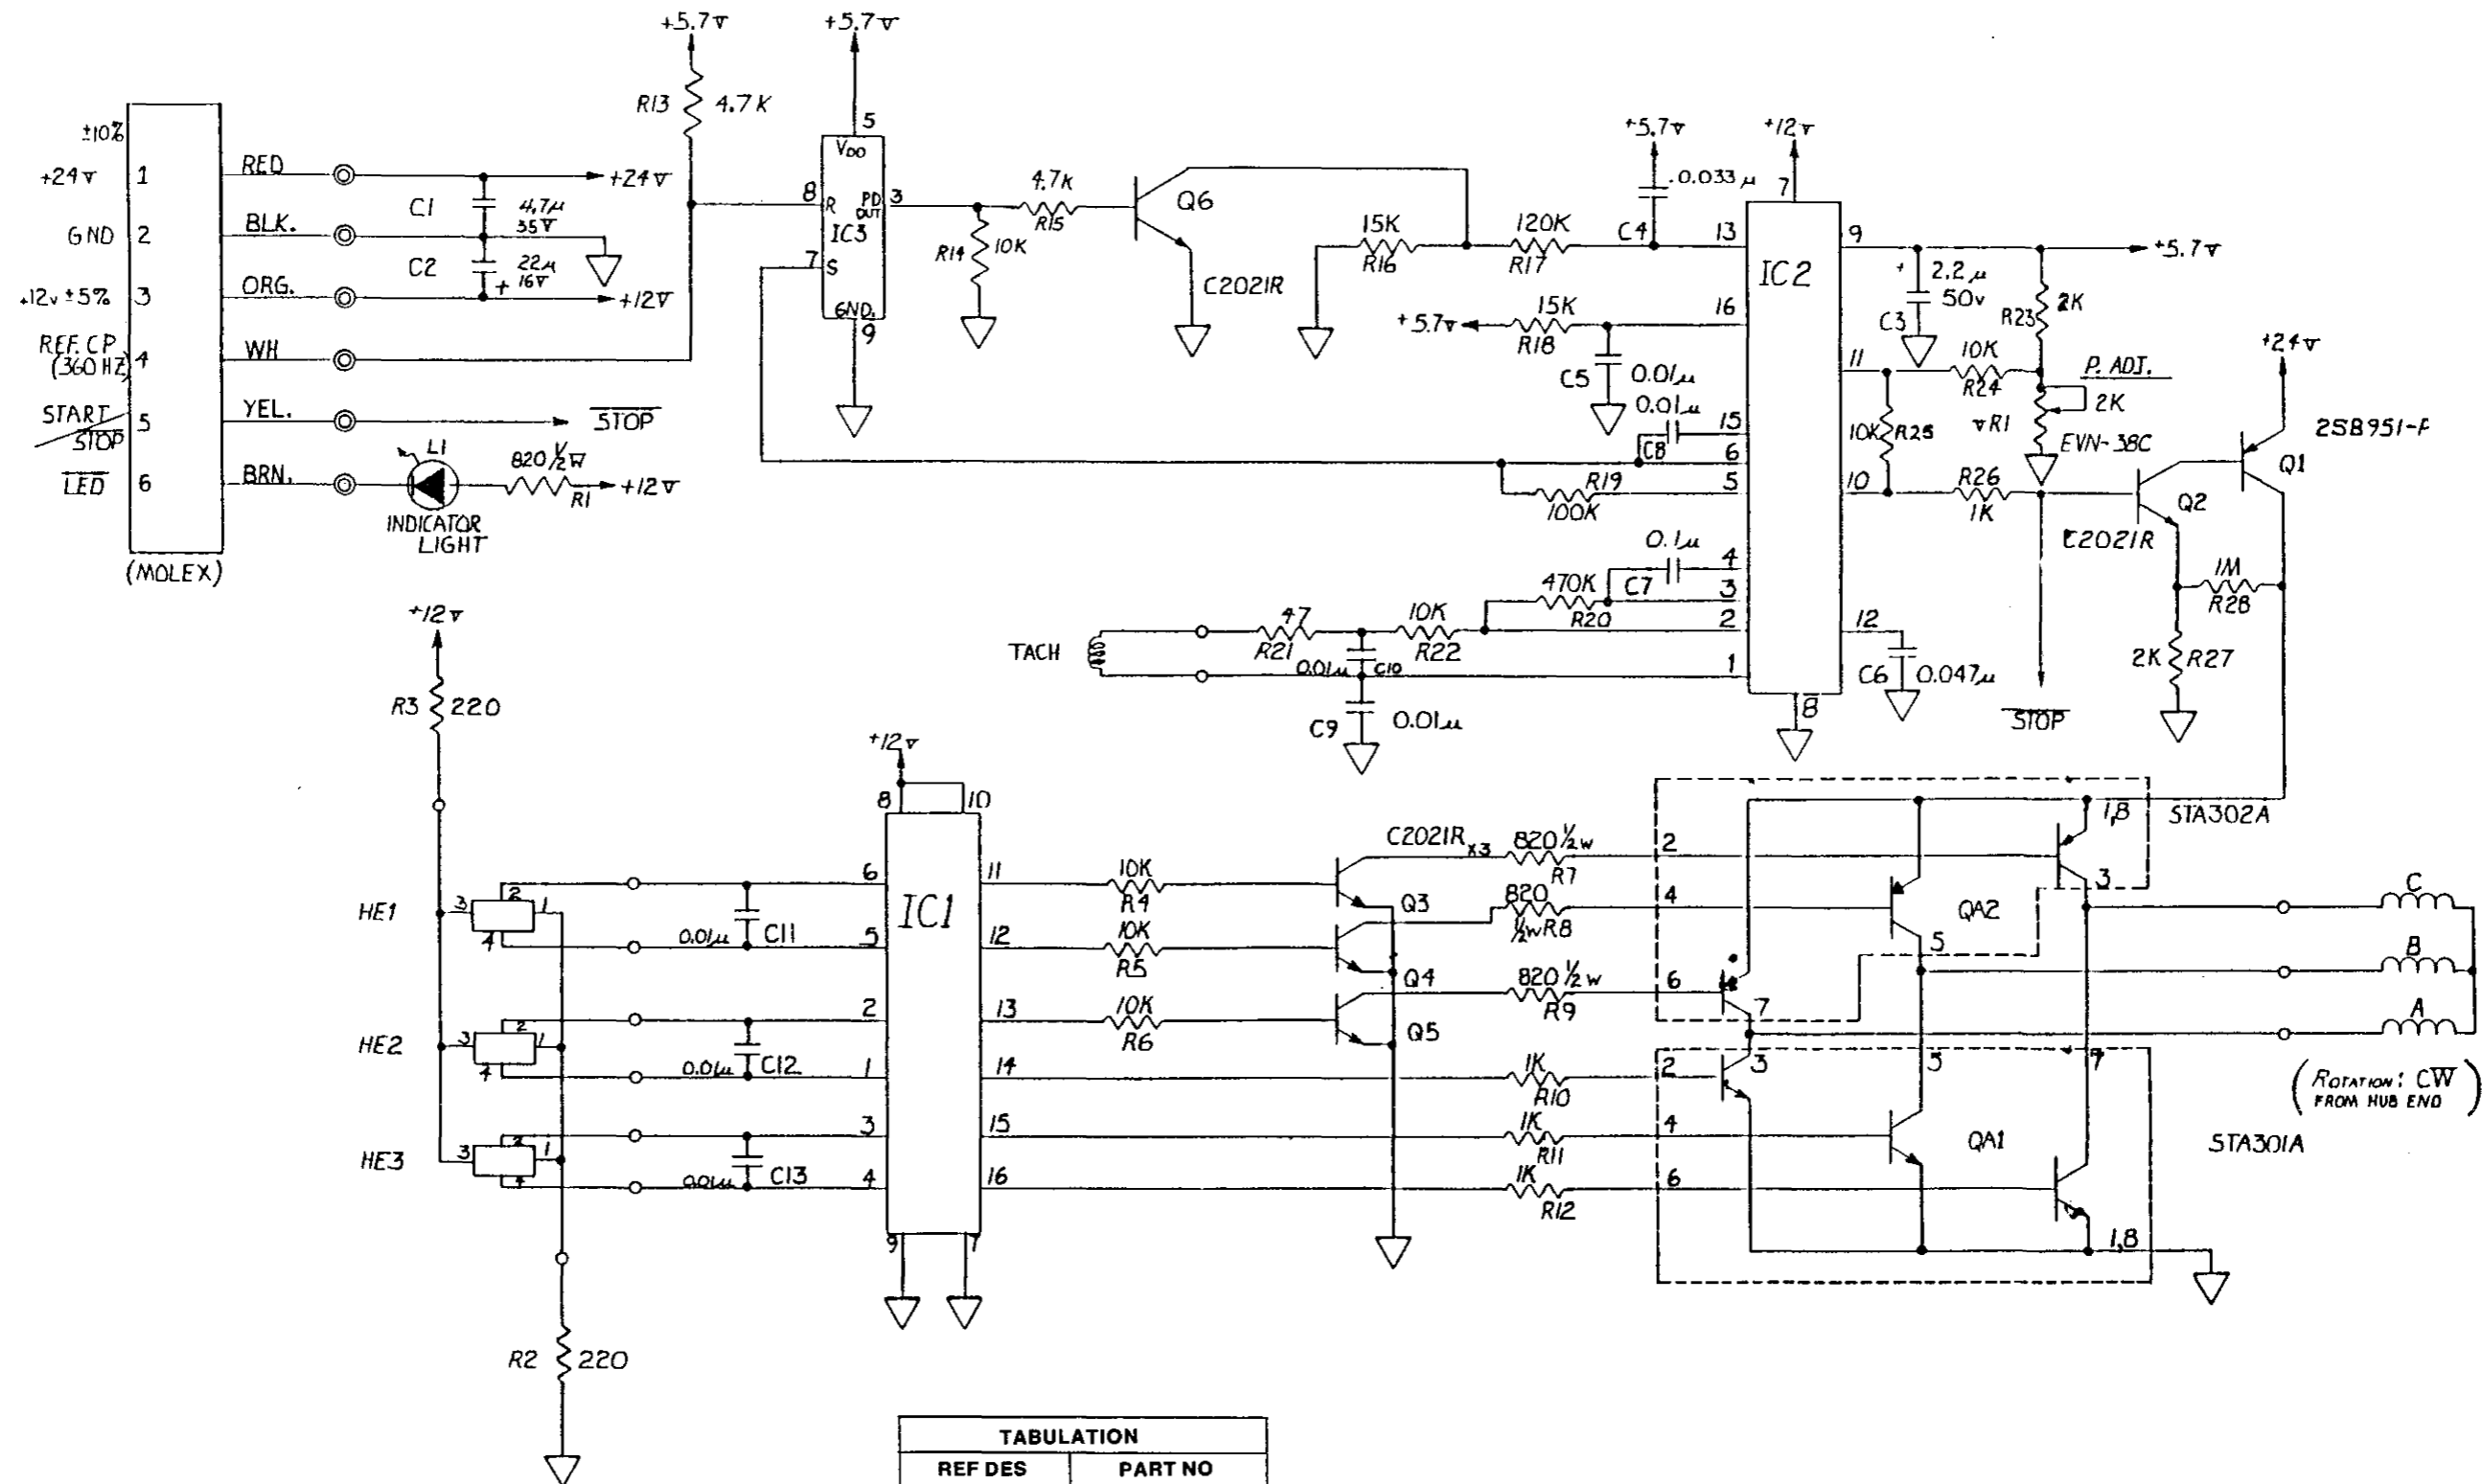 +5.7v
+5.7v
R13
4.7K
±10%
+24v
1
RED
+24v
C1
4.7µ
35v
GND
2
BLK.
C2
22µ
16v
+
+12v ±5%
3
ORG.
+12v
REF. CP
(360 HZ)
4
WH
START
STOP
5
YEL.
STOP
LED
6
BRN.
L1
820 1/2W
R1
+12v
INDICATOR
LIGHT
(MOLEX)
5
VDD
8
R
PD
OUT
3
IC3
7
S
GND.
9
R14
10K
4.7K
R15
Q6
C2021R
15K
R16
120K
R17
+5.7v
.0.033µ
C4
+12v
7
13
IC2
9
+5.7v
+
2.2µ
50v
C3
R23
2K
+5.7v
15K
R18
16
C5
0.01µ
0.01µ
C8
15
6
R19
100K
5
11
10K
R24
P. ADJ.
2K
vR1
EVN-38C
10K
R25
10
R26
1K
+24v
2SB951-P
Q1
Q2
C2021R
1M
R28
2K
R27
STOP
0.1µ
C7
4
470K
R20
3
10K
R22
2
TACH
47
R21
0.01µ
C10
1
C9
0.01µ
12
C6
0.047µ
8
+12v
R3
220
HE1
3
2
1
4
HE2
3
2
1
4
HE3
3
2
1
4
R2
220
+12v
8
10
0.01µ
C11
6
5
0.01µ
C12
2
1
0.01µ
C13
3
4
IC1
9
7
11
10K
R4
12
10K
R5
13
10K
R6
14
15
16
C2021R x3
Q3
Q4
Q5
820 1/2w
R7
820
1/2w R8
820 1/2w
R9
1K
R10
1K
R11
1K
R12
2
4
6
1,8
3
QA2
5
7
STA302A
C
B
A
2
3
4
5
6
7
QA1
1,8
STA301A
(ROTATION: CW
FROM HUB END)
TABULATION
REF DES
PART NO